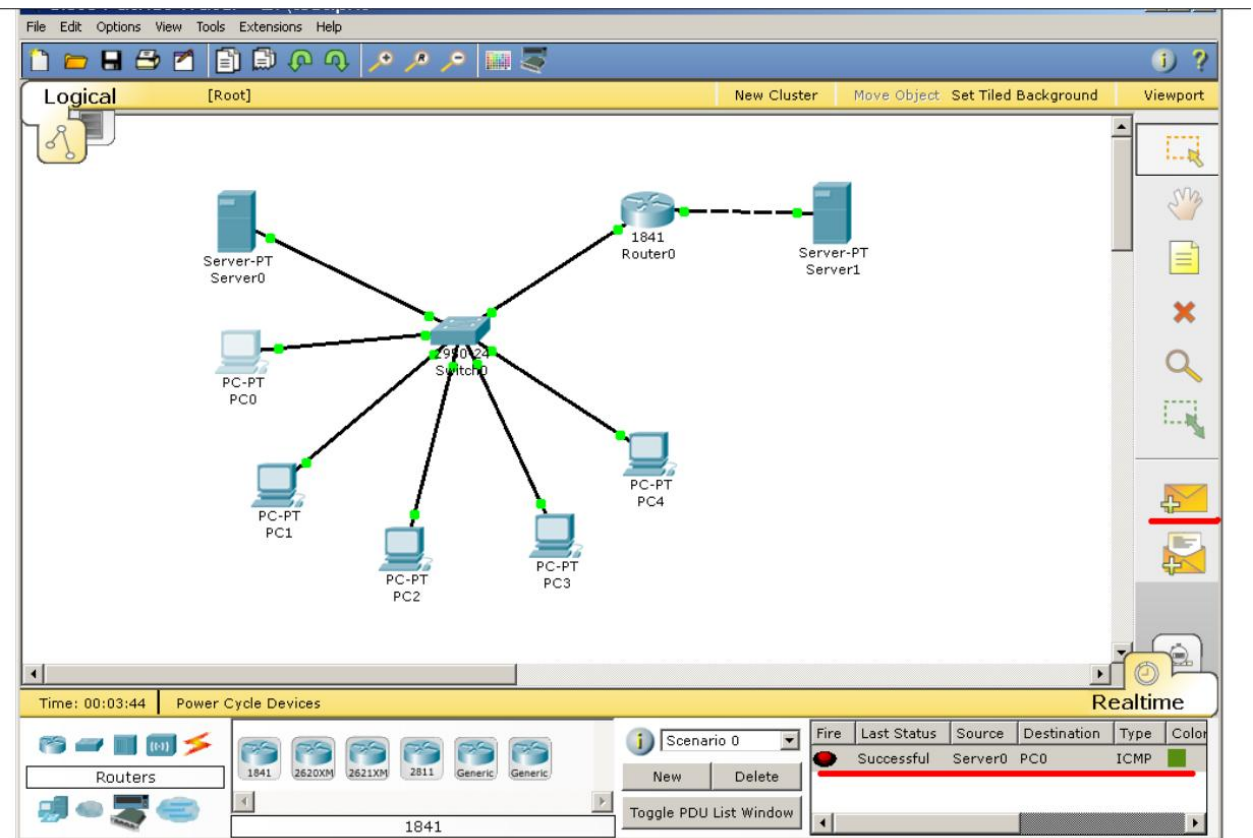 File Edit Options View Tools Extensions Help
Logical [Root] New Cluster Move Object Set Tiled Background Viewport
1841
Router0
Server-PT
Server0
Server-PT
Server1
2950-24
Switch0
PC-PT
PC0
PC-PT
PC4
PC-PT
PC1
PC-PT
PC3
PC-PT
PC2
Time: 00:03:44 Power Cycle Devices Realtime
Routers
1841 2620XM 2621XM 2811 Generic Generic
1841
Scenario 0
New Delete
Toggle PDU List Window
Fire Last Status Source Destination Type Color
Successful Server0 PC0 ICMP